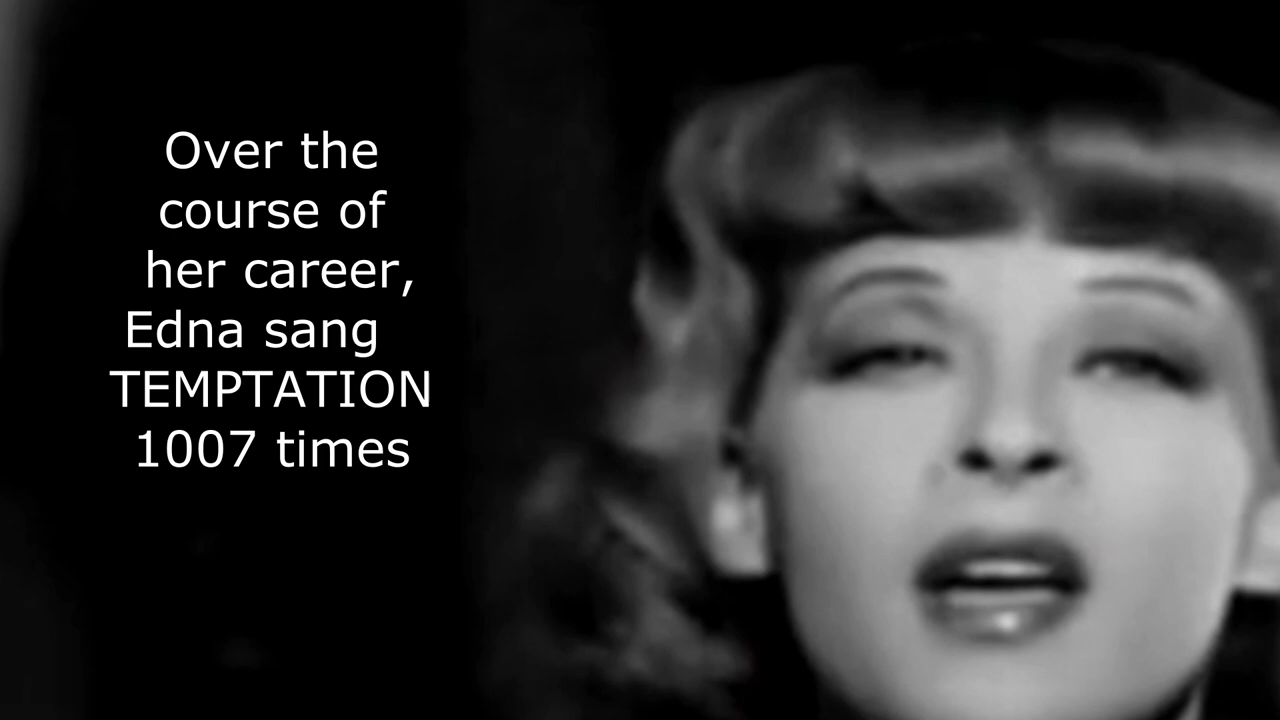 Over the
course of
her career,
Edna sang
TEMPTATION
1007 times